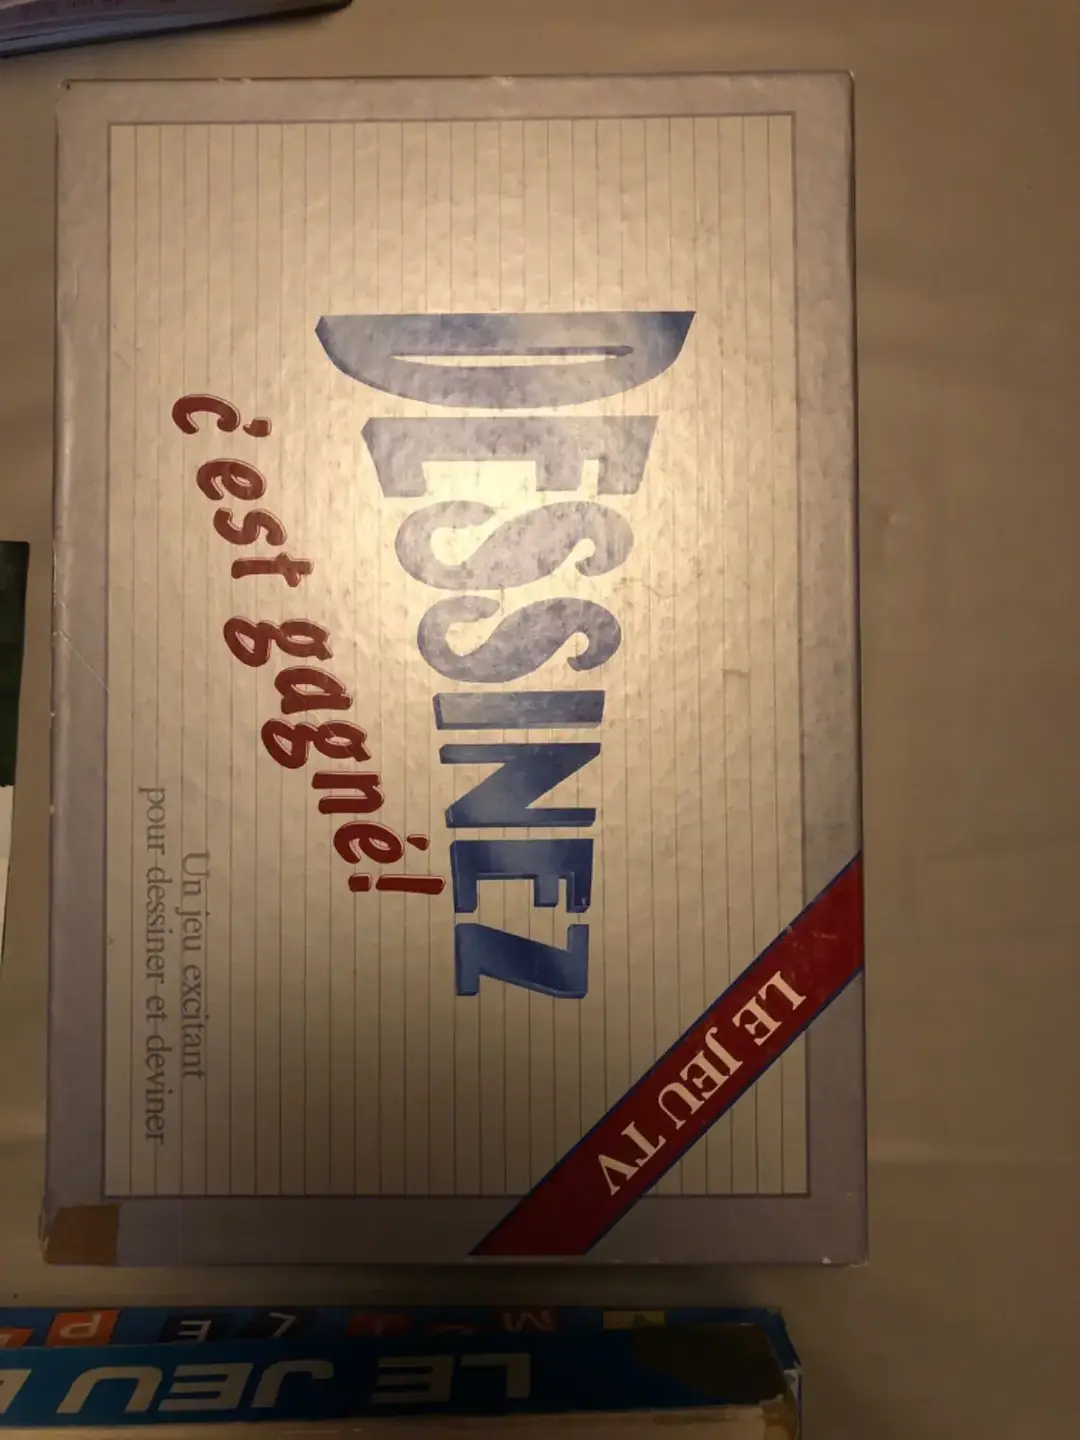 LE JEU TV
DESSINEZ
c'est gagné!
Un jeu excitant
pour dessiner et deviner
LE JEU